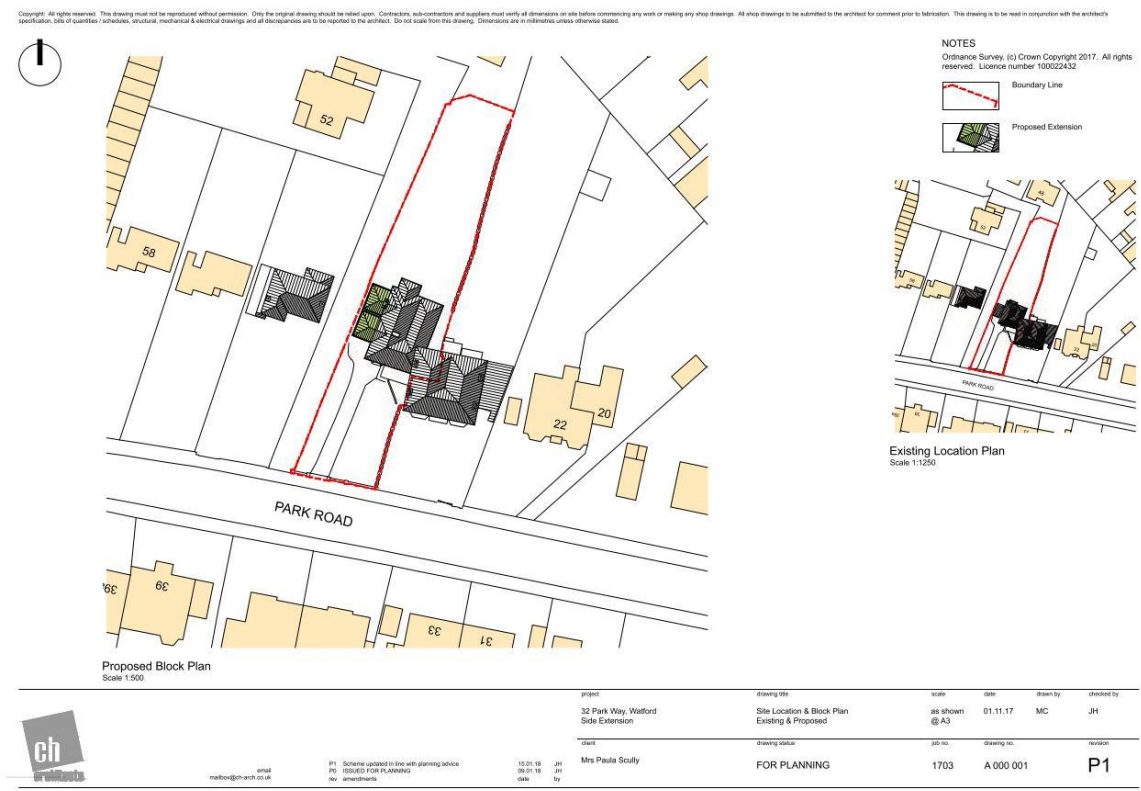 Copyright: All rights reserved. This drawing must not be reproduced without permission. Only the original drawing should be relied upon. Contractors, sub-contractors and suppliers must verify all dimensions on site before commencing any work or making any shop drawings. All shop drawings to be submitted to the architect for comment prior to fabrication. This drawing is to be read in conjunction with the architect's
specification, bills of quantities / schedules, structural, mechanical & electrical drawings and all discrepancies are to be reported to the architect. Do not scale from this drawing. Dimensions are in millimetres unless otherwise stated.
NOTES
Ordnance Survey, (c) Crown Copyright 2017. All rights
reserved. Licence number 100022432
Boundary Line
Proposed Extension
52
58
22
20
PARK ROAD
39
33
31
Proposed Block Plan
Scale 1:500
PARK ROAD
22
Existing Location Plan
Scale 1:1250
project
32 Park Way, Watford
Side Extension
client
Mrs Paula Scully
drawing title
Site Location & Block Plan
Existing & Proposed
drawing status
FOR PLANNING
scale
as shown
@ A3
date
01.11.17
drawn by
MC
checked by
JH
job no.
1703
drawing no.
A 000 001
revision
P1
ch
architects
email
mailbox@ch-arch.co.uk
P1 Scheme updated in line with planning advice 15.01.18 JH
P0 ISSUED FOR PLANNING 09.01.18 JH
rev amendments date by